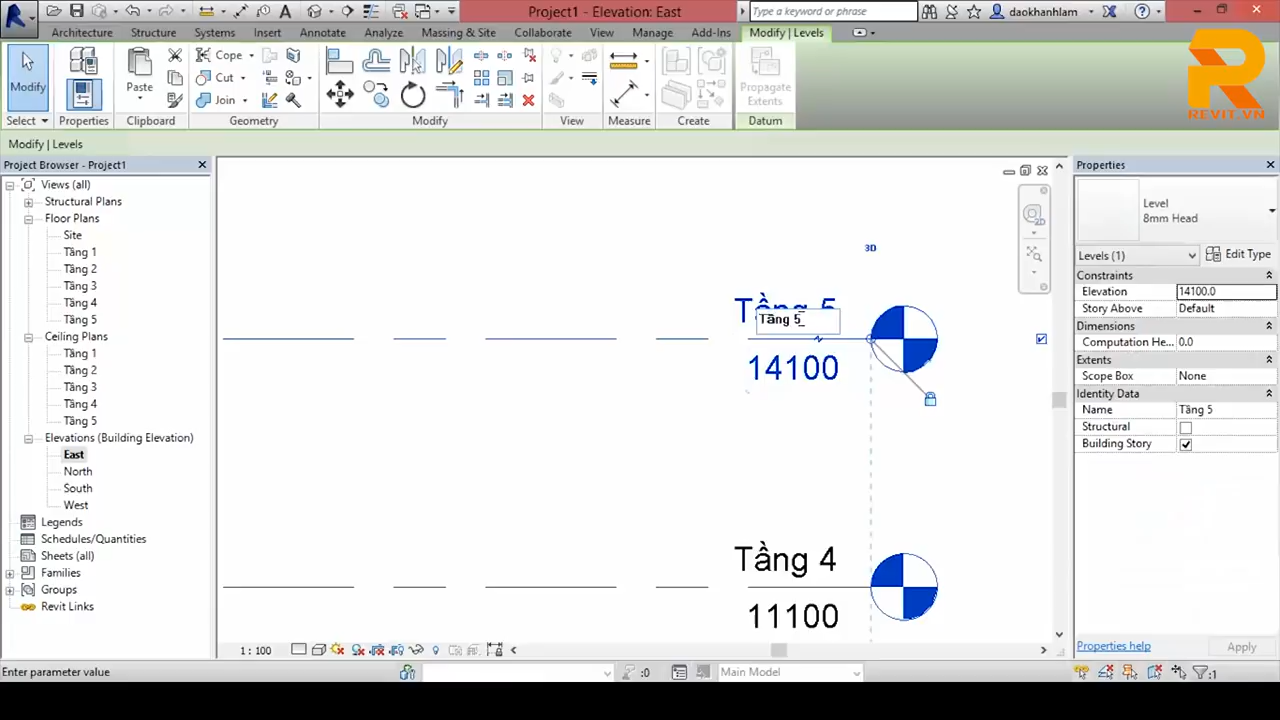 Project1 - Elevation: East
Type a keyword or phrase
daokhanhlam
Architecture Structure Systems Insert Annotate Analyze Massing & Site Collaborate View Manage Add-Ins Modify | Levels
Modify
Paste
Cope
Cut
Join
Propagate
Extents
Select Properties Clipboard Geometry Modify View Measure Create Datum
REVIT.VN
Modify | Levels
Project Browser - Project1
Views (all)
Structural Plans
Floor Plans
Site
Tầng 1
Tầng 2
Tầng 3
Tầng 4
Tầng 5
Ceiling Plans
Tầng 1
Tầng 2
Tầng 3
Tầng 4
Tầng 5
Elevations (Building Elevation)
East
North
South
West
Legends
Schedules/Quantities
Sheets (all)
Families
Groups
Revit Links
2D
3D
Tầng 5
Tầng 5
14100
Tầng 4
11100
1 : 100
Properties
Level
8mm Head
Levels (1)
Edit Type
Constraints
Elevation 14100.0
Story Above Default
Dimensions
Computation He... 0.0
Extents
Scope Box None
Identity Data
Name Tầng 5
Structural
Building Story
Properties help
Apply
Enter parameter value
:0
Main Model
:1